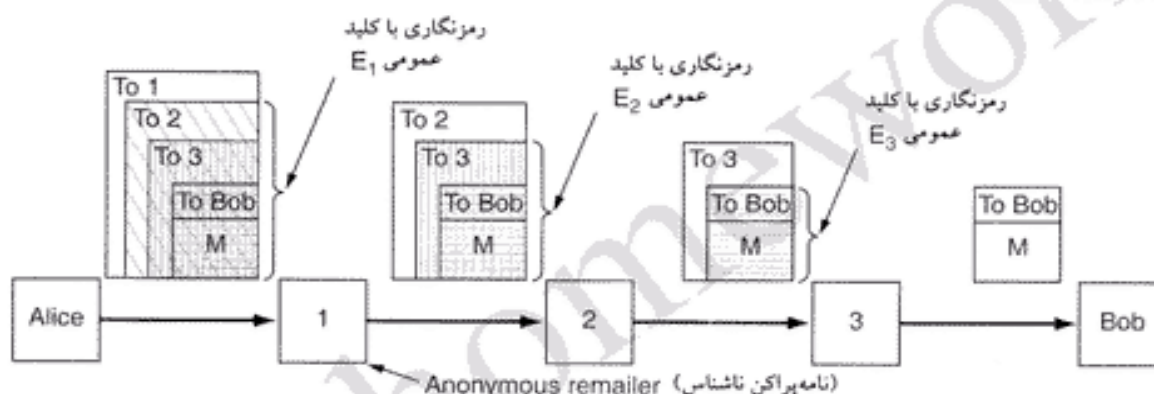 رمزنگاری با کلید
عمومی E₁
رمزنگاری با کلید
عمومی E₂
رمزنگاری با کلید
عمومی E₃
To 1
To 2
To 3
To Bob
M
To 2
To 3
To Bob
M
To 3
To Bob
M
To Bob
M
Alice
1
2
3
Bob
Anonymous remailer (نامه‌پراکن ناشناس)